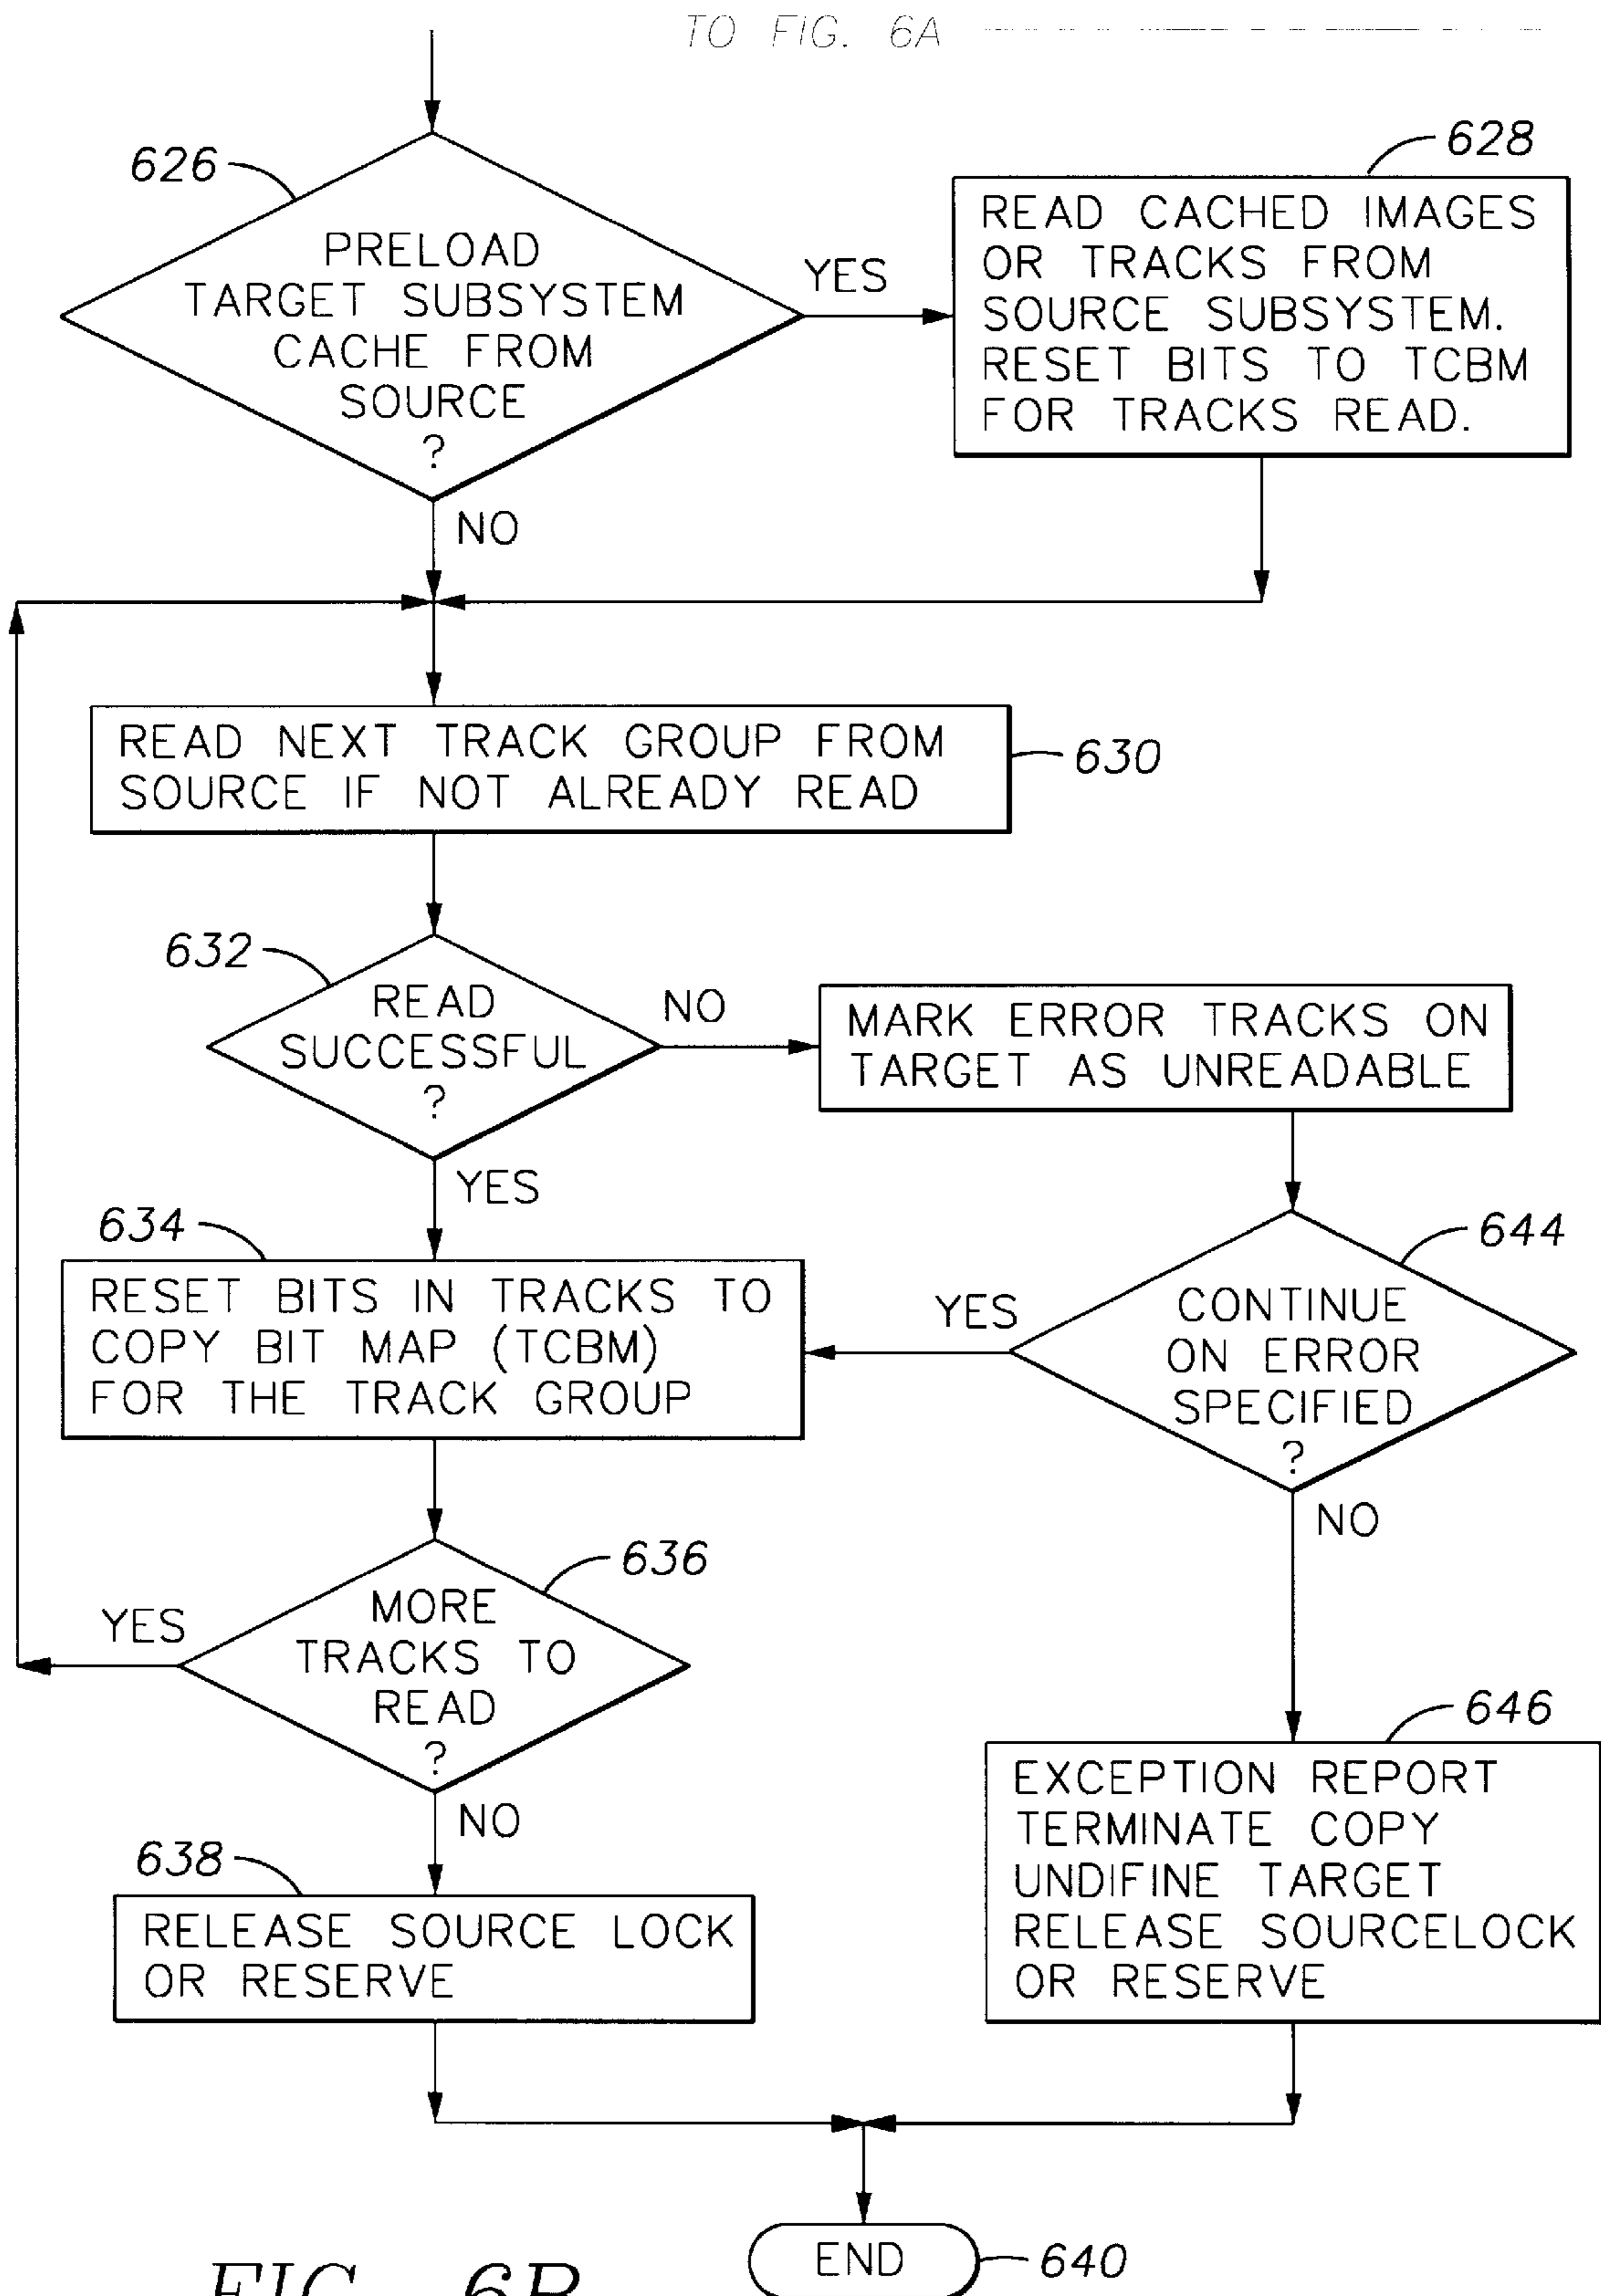 TO FIG. 6A
626
PRELOAD
TARGET SUBSYSTEM
CACHE FROM
SOURCE
?
YES
NO
628
READ CACHED IMAGES
OR TRACKS FROM
SOURCE SUBSYSTEM.
RESET BITS TO TCBM
FOR TRACKS READ.
READ NEXT TRACK GROUP FROM
SOURCE IF NOT ALREADY READ
630
632
READ
SUCCESSFUL
?
NO
YES
MARK ERROR TRACKS ON
TARGET AS UNREADABLE
634
RESET BITS IN TRACKS TO
COPY BIT MAP (TCBM)
FOR THE TRACK GROUP
644
CONTINUE
ON ERROR
SPECIFIED
?
YES
NO
636
MORE
TRACKS TO
READ
?
YES
NO
638
RELEASE SOURCE LOCK
OR RESERVE
646
EXCEPTION REPORT
TERMINATE COPY
UNDIFINE TARGET
RELEASE SOURCELOCK
OR RESERVE
END
640
FIG. 6B